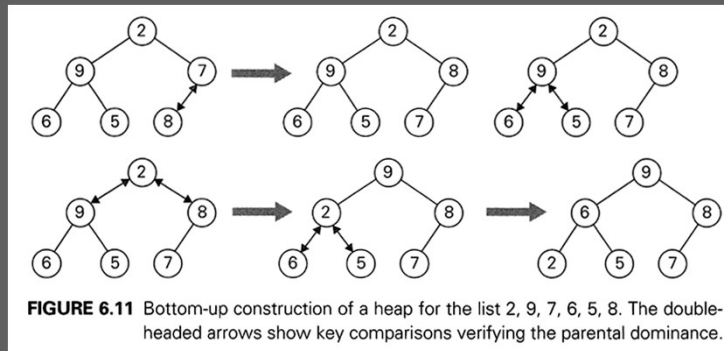 2 2 2
9 7 9 8 9 8
6 5 8 6 5 7 6 5 7
2 9 9
9 8 2 8 6 8
6 5 7 6 5 7 2 5 7
FIGURE 6.11 Bottom-up construction of a heap for the list 2, 9, 7, 6, 5, 8. The double-
headed arrows show key comparisons verifying the parental dominance.